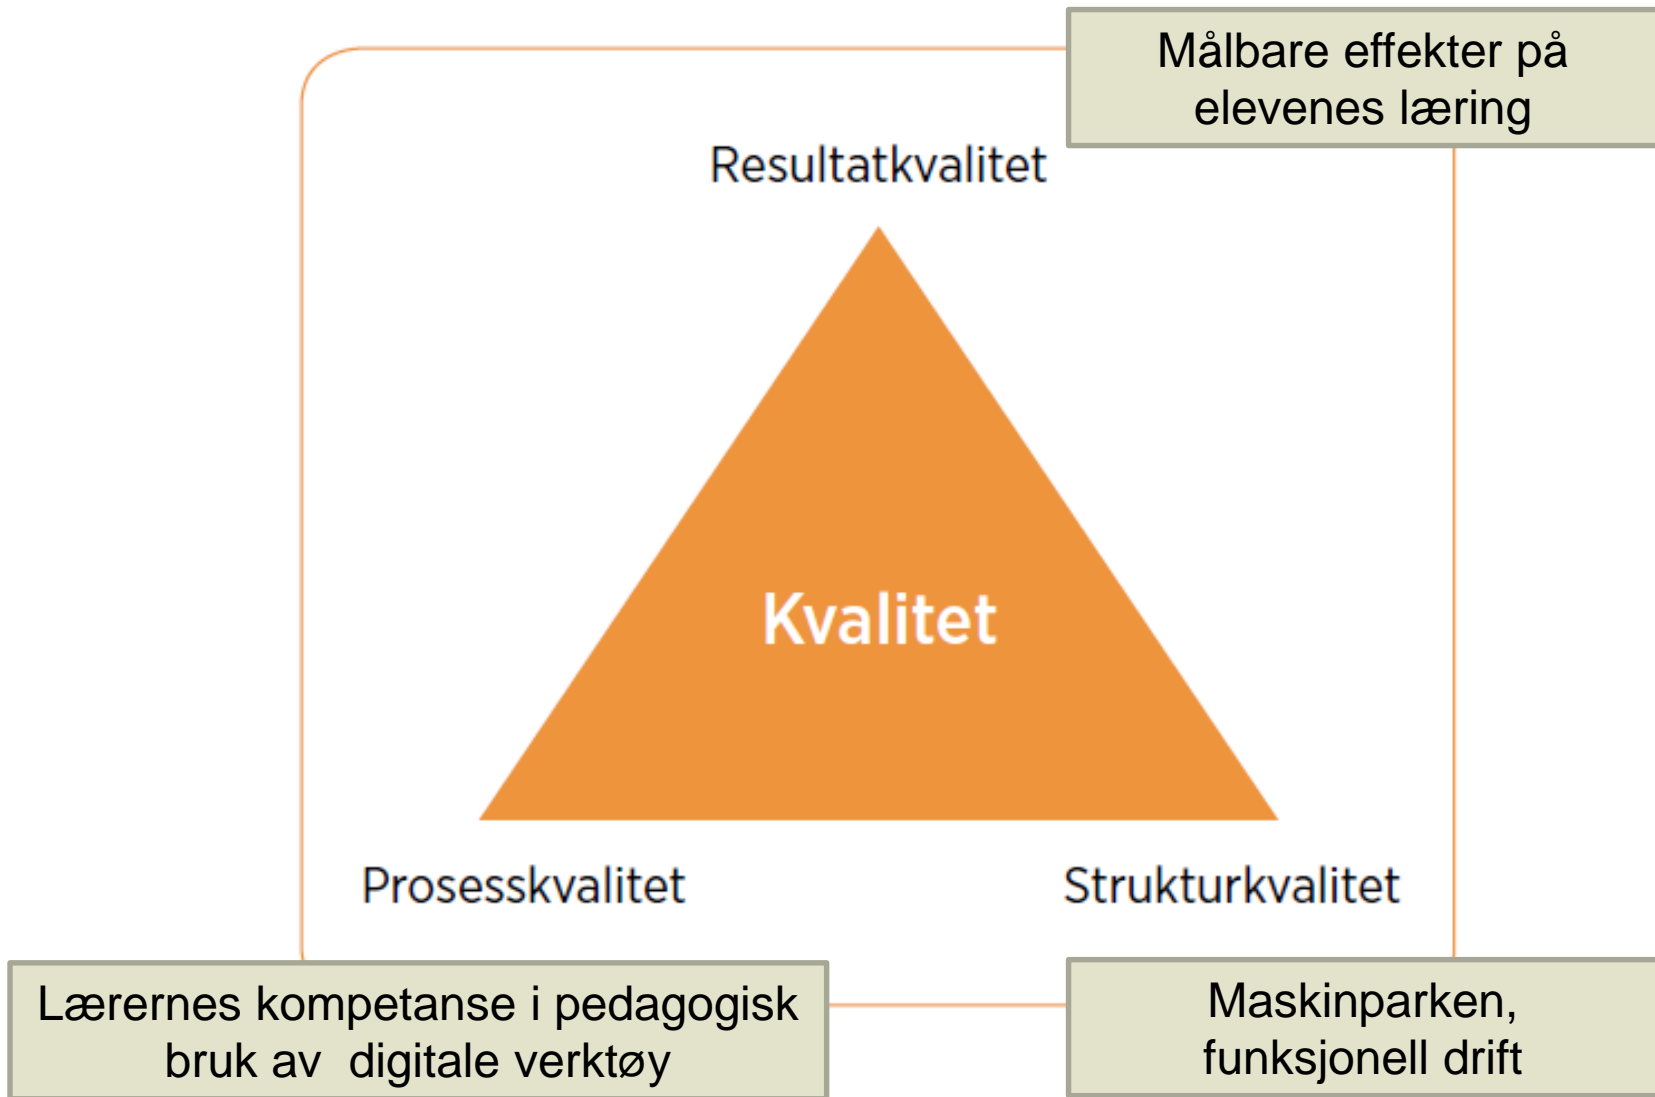 Målbare effekter på
elevenes læring
Resultatkvalitet
Kvalitet
Prosesskvalitet
Strukturkvalitet
Lærernes kompetanse i pedagogisk
bruk av  digitale verktøy
Maskinparken,
funksjonell drift